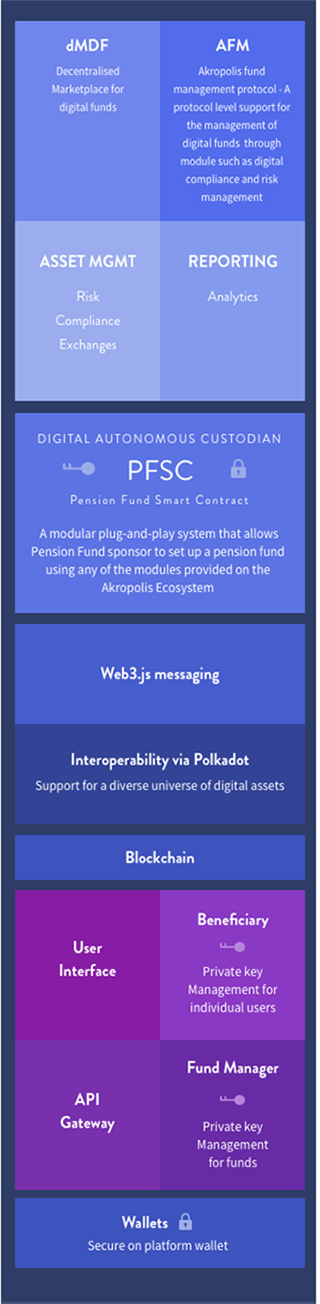 dMDF
Decentralised
Marketplace for
digital funds
AFM
Akropolis fund
management protocol - A
protocol level support for
the management of
digital funds through
module such as digital
compliance and risk
management
ASSET MGMT
Risk
Compliance
Exchanges
REPORTING
Analytics
DIGITAL AUTONOMOUS CUSTODIAN
PFSC
Pension Fund Smart Contract
A modular plug-and-play system that allows
Pension Fund sponsor to set up a pension fund
using any of the modules provided on the
Akropolis Ecosystem
Web3.js messaging
Interoperability via Polkadot
Support for a diverse universe of digital assets
Blockchain
User
Interface
Beneficiary
Private key
Management for
individual users
API
Gateway
Fund Manager
Private key
Management
for funds
Wallets
Secure on platform wallet